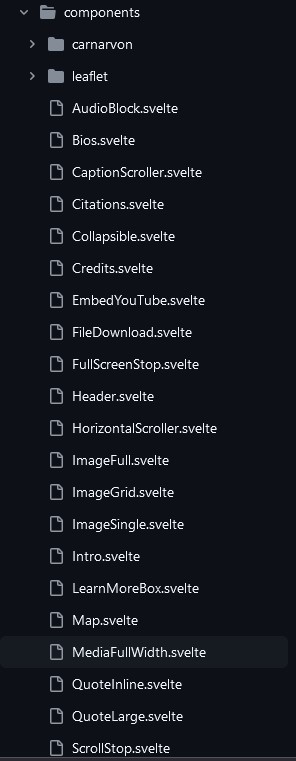 components
carnarvon
leaflet
AudioBlock.svelte
Bios.svelte
CaptionScroller.svelte
Citations.svelte
Collapsible.svelte
Credits.svelte
EmbedYouTube.svelte
FileDownload.svelte
FullScreenStop.svelte
Header.svelte
HorizontalScroller.svelte
ImageFull.svelte
ImageGrid.svelte
ImageSingle.svelte
Intro.svelte
LearnMoreBox.svelte
Map.svelte
MediaFullWidth.svelte
QuoteInline.svelte
QuoteLarge.svelte
ScrollStop.svelte